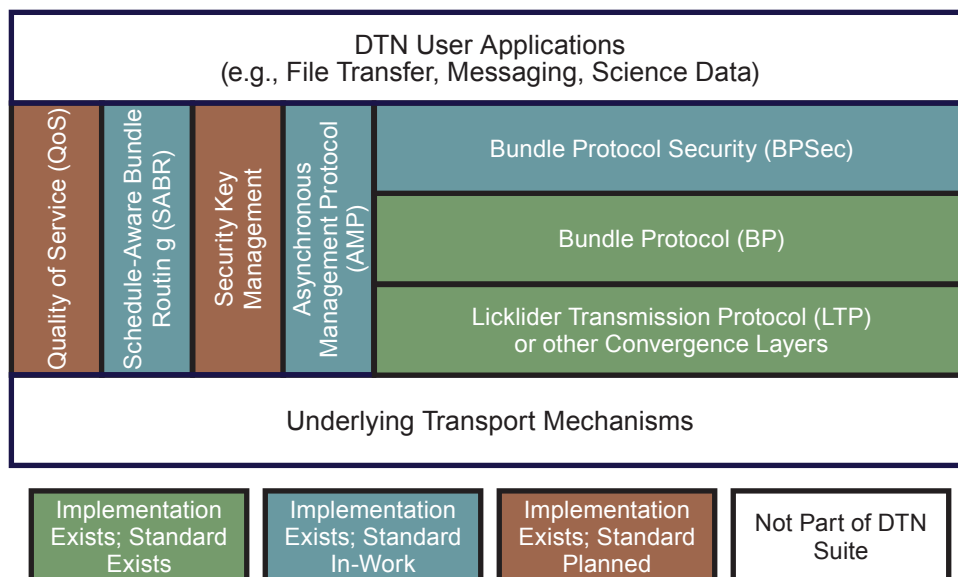 DTN User Applications
(e.g., File Transfer, Messaging, Science Data)
Quality of Service (QoS)
Schedule-Aware Bundle
Routin g (SABR)
Security Key
Management
Asynchronous
Management Protocol
(AMP)
Bundle Protocol Security (BPSec)
Bundle Protocol (BP)
Licklider Transmission Protocol (LTP)
or other Convergence Layers
Underlying Transport Mechanisms
Implementation
Exists; Standard
Exists
Implementation
Exists; Standard
In-Work
Implementation
Exists; Standard
Planned
Not Part of DTN
Suite